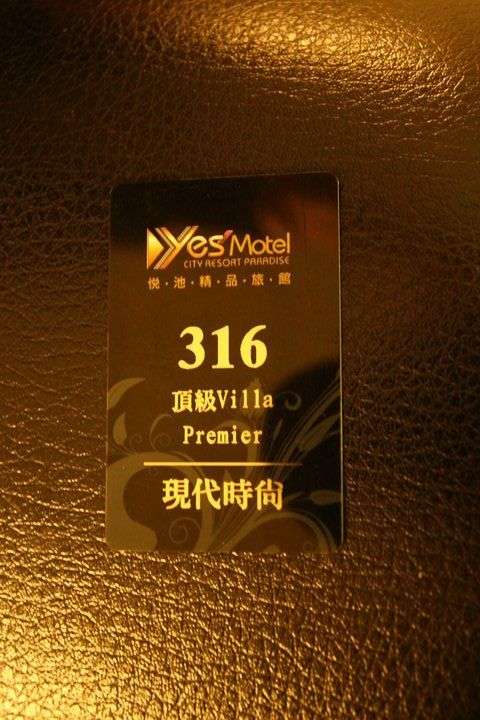 Yes' Motel
CITY RESORT PARADISE
悅・池・精・品・旅・館
316
頂級Villa
Premier
現代時尚